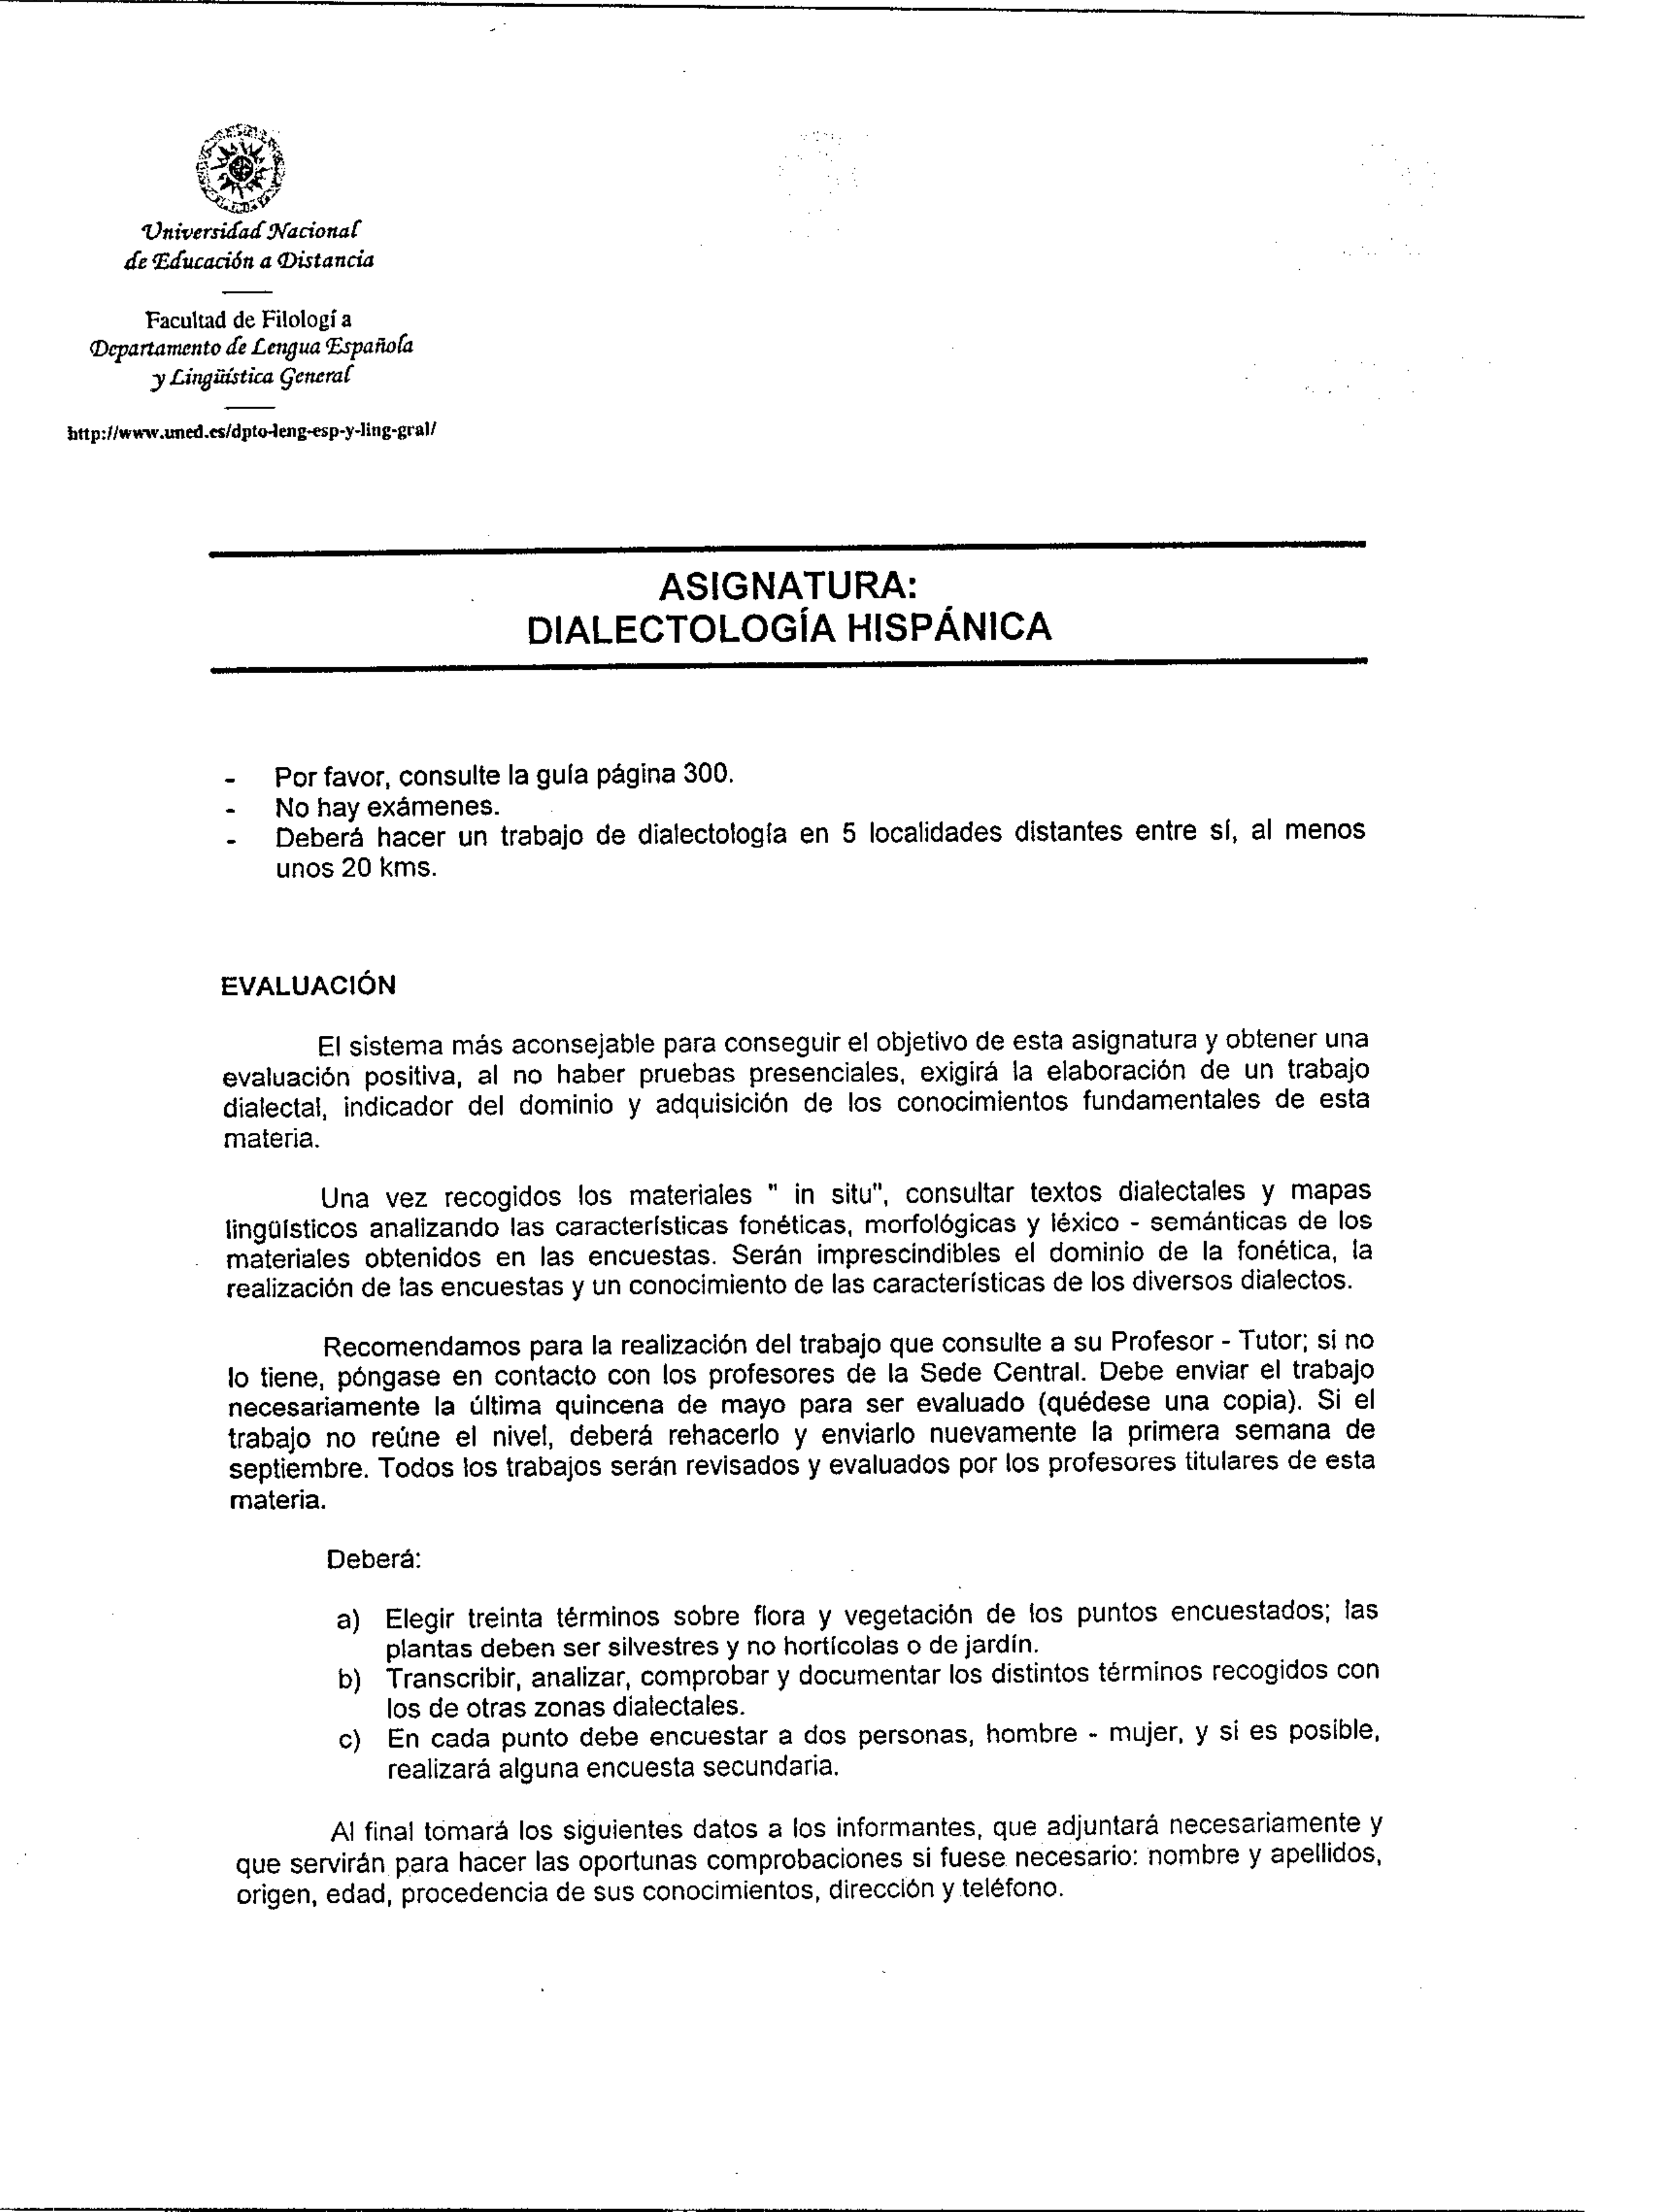 Universidad Nacional
de Educación a Distancia
Facultad de Filología
Departamento de Lengua Española
y Lingüística General
http://www.uned.es/dpto-leng-esp-y-ling-gral/
ASIGNATURA:
DIALECTOLOGÍA HISPÁNICA
- Por favor, consulte la guía página 300.
- No hay exámenes.
- Deberá hacer un trabajo de dialectología en 5 localidades distantes entre sí, al menos
unos 20 kms.
EVALUACIÓN
El sistema más aconsejable para conseguir el objetivo de esta asignatura y obtener una
evaluación positiva, al no haber pruebas presenciales, exigirá la elaboración de un trabajo
dialectal, indicador del dominio y adquisición de los conocimientos fundamentales de esta
materia.
Una vez recogidos los materiales " in situ", consultar textos dialectales y mapas
lingüísticos analizando las características fonéticas, morfológicas y léxico - semánticas de los
materiales obtenidos en las encuestas. Serán imprescindibles el dominio de la fonética, la
realización de las encuestas y un conocimiento de las características de los diversos dialectos.
Recomendamos para la realización del trabajo que consulte a su Profesor - Tutor; si no
lo tiene, póngase en contacto con los profesores de la Sede Central. Debe enviar el trabajo
necesariamente la última quincena de mayo para ser evaluado (quédese una copia). Si el
trabajo no reúne el nivel, deberá rehacerlo y enviarlo nuevamente la primera semana de
septiembre. Todos los trabajos serán revisados y evaluados por los profesores titulares de esta
materia.
Deberá:
a) Elegir treinta términos sobre flora y vegetación de los puntos encuestados; las
plantas deben ser silvestres y no hortícolas o de jardín.
b) Transcribir, analizar, comprobar y documentar los distintos términos recogidos con
los de otras zonas dialectales.
c) En cada punto debe encuestar a dos personas, hombre - mujer, y si es posible,
realizará alguna encuesta secundaria.
Al final tomará los siguientes datos a los informantes, que adjuntará necesariamente y
que servirán para hacer las oportunas comprobaciones si fuese necesario: nombre y apellidos,
origen, edad, procedencia de sus conocimientos, dirección y teléfono.